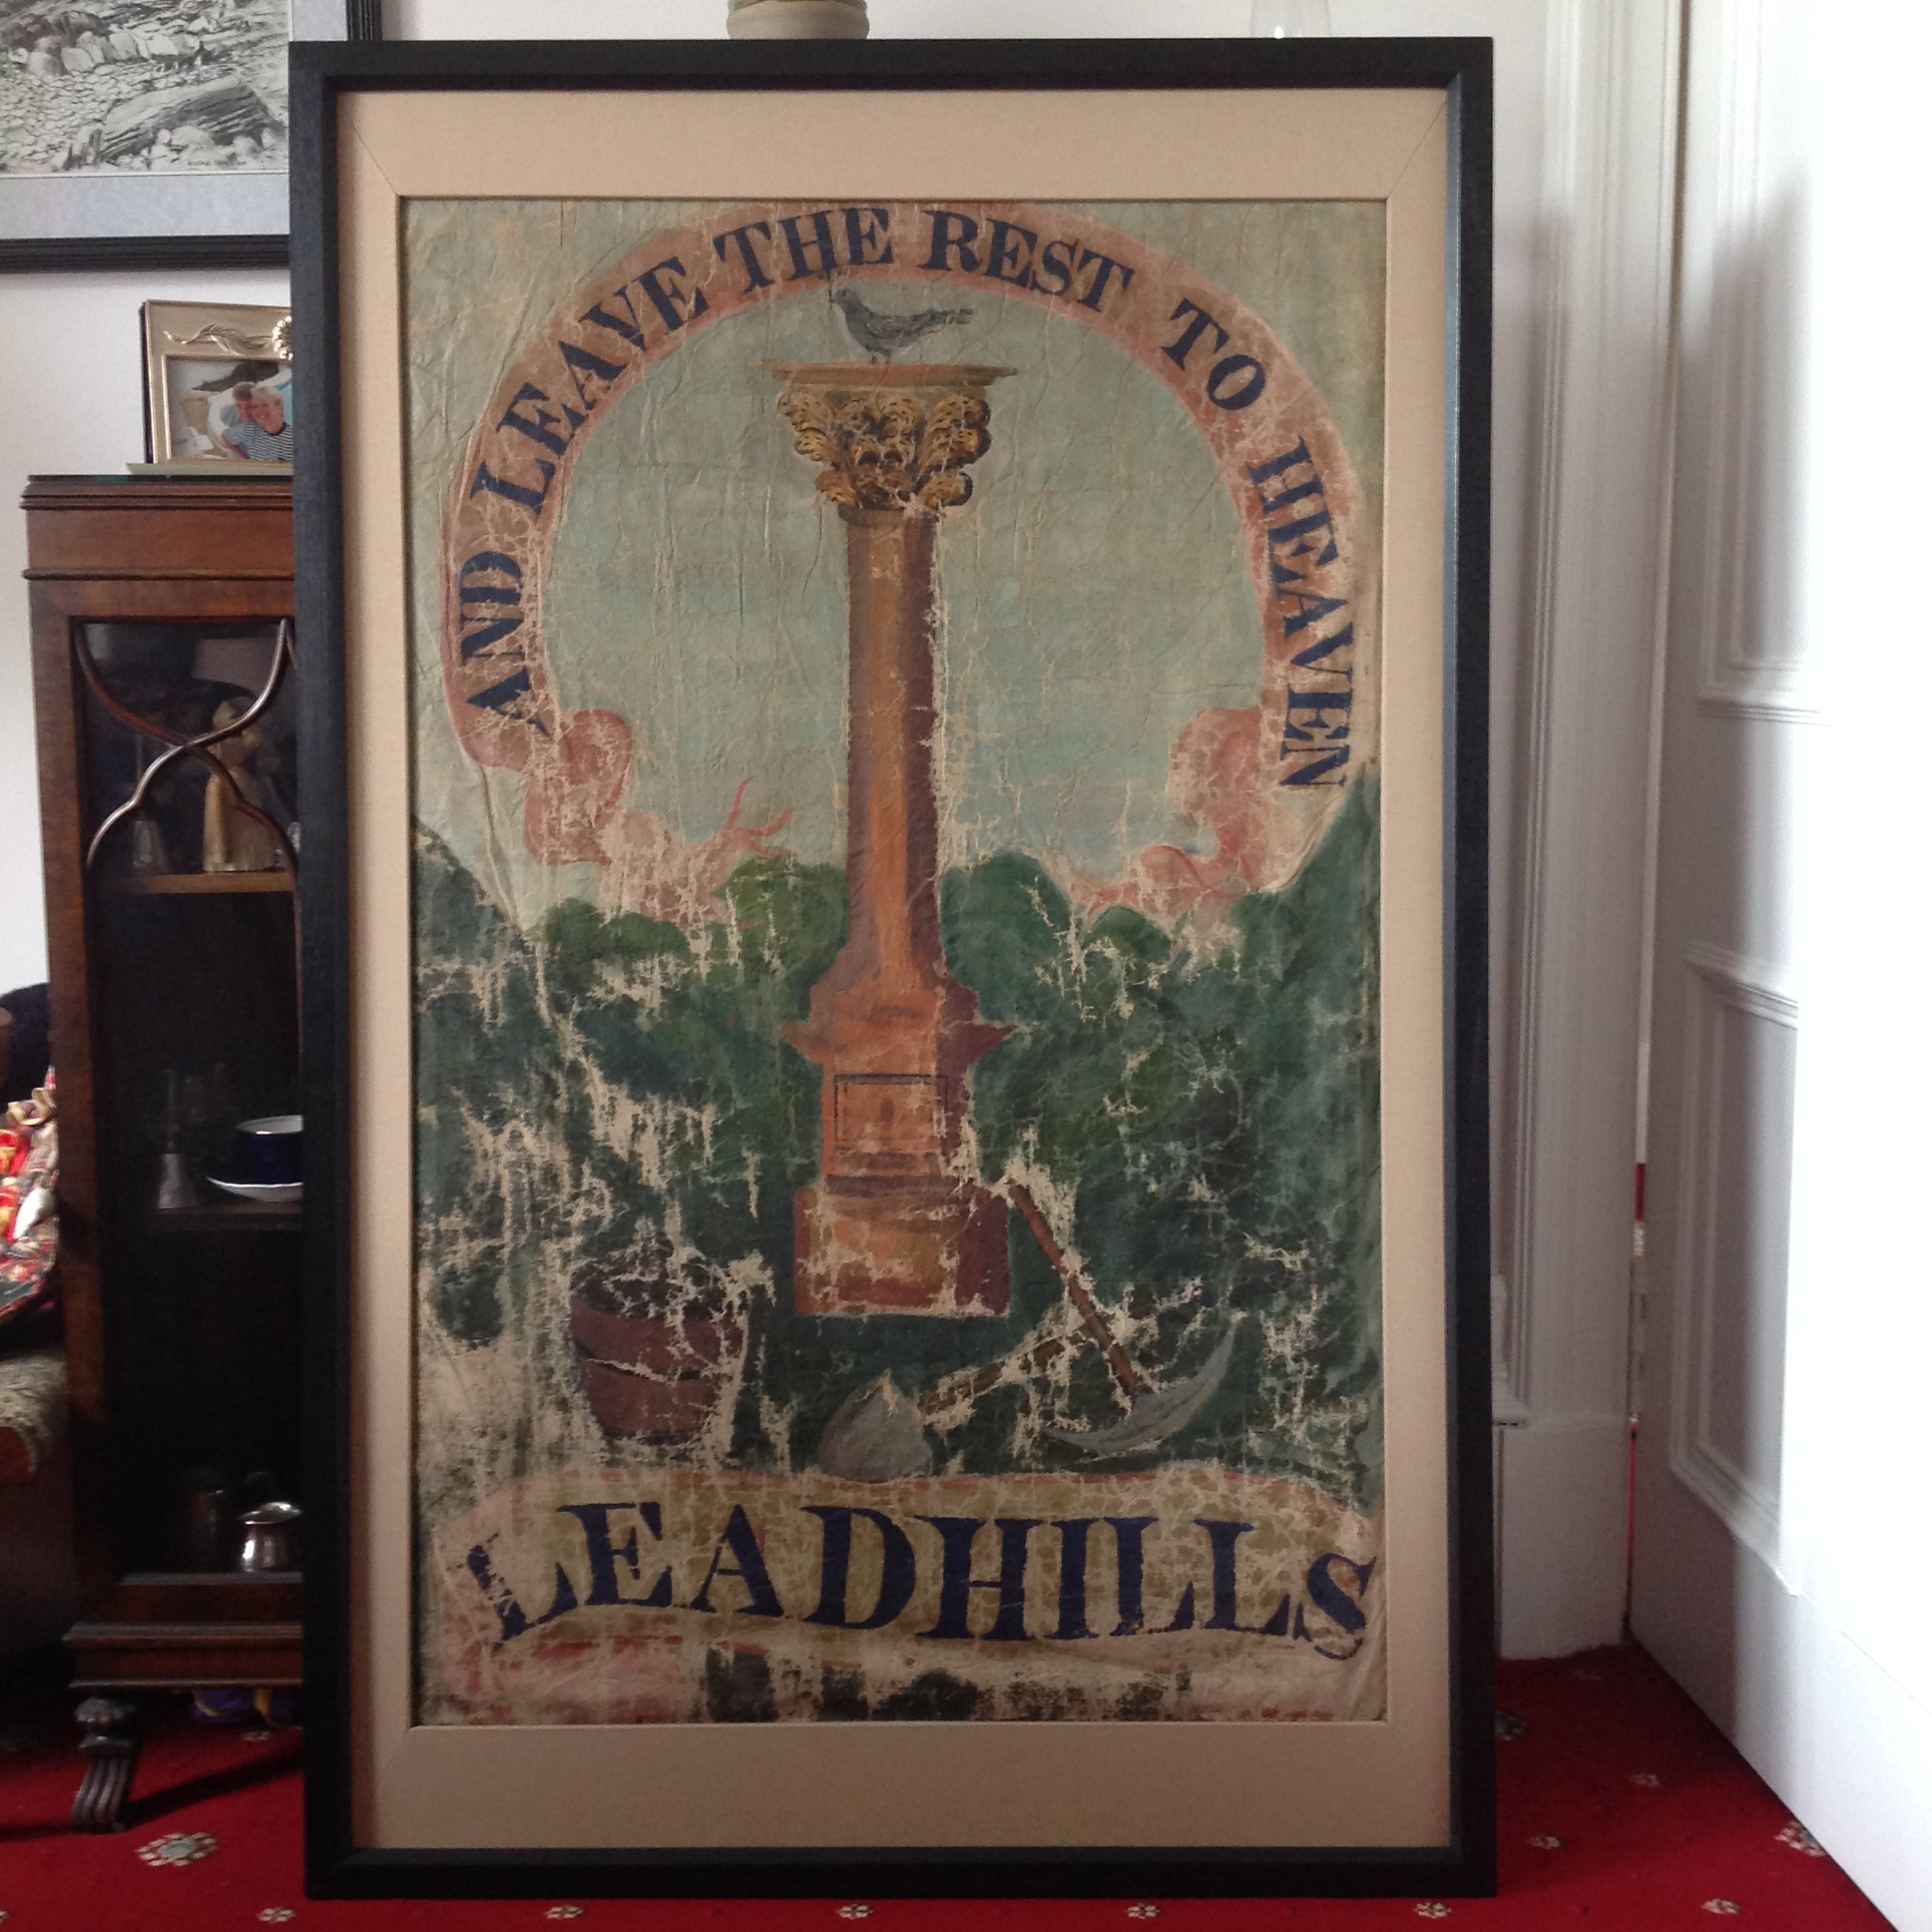 AND LEAVE THE REST TO HEAVEN
LEADHILLS